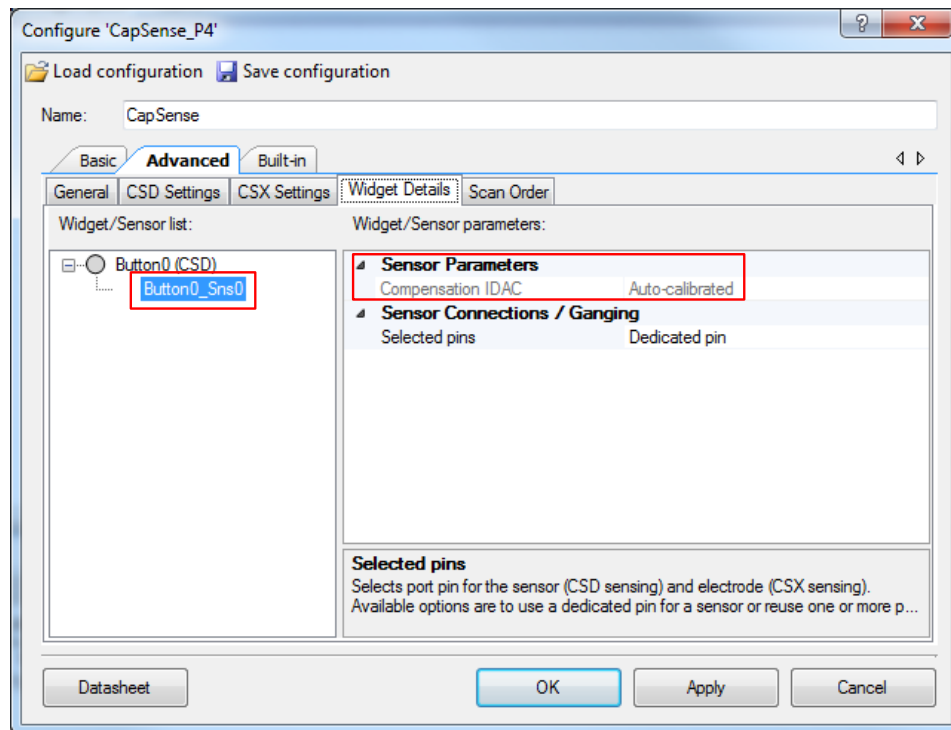 Configure 'CapSense_P4'
Load configuration Save configuration
Name: CapSense
Basic Advanced Built-in
General CSD Settings CSX Settings Widget Details Scan Order
Widget/Sensor list: Widget/Sensor parameters:
Button0 (CSD)
Button0_Sns0
Sensor Parameters
Compensation IDAC Auto-calibrated
Sensor Connections / Ganging
Selected pins Dedicated pin
Selected pins
Selects port pin for the sensor (CSD sensing) and electrode (CSX sensing).
Available options are to use a dedicated pin for a sensor or reuse one or more p...
Datasheet OK Apply Cancel